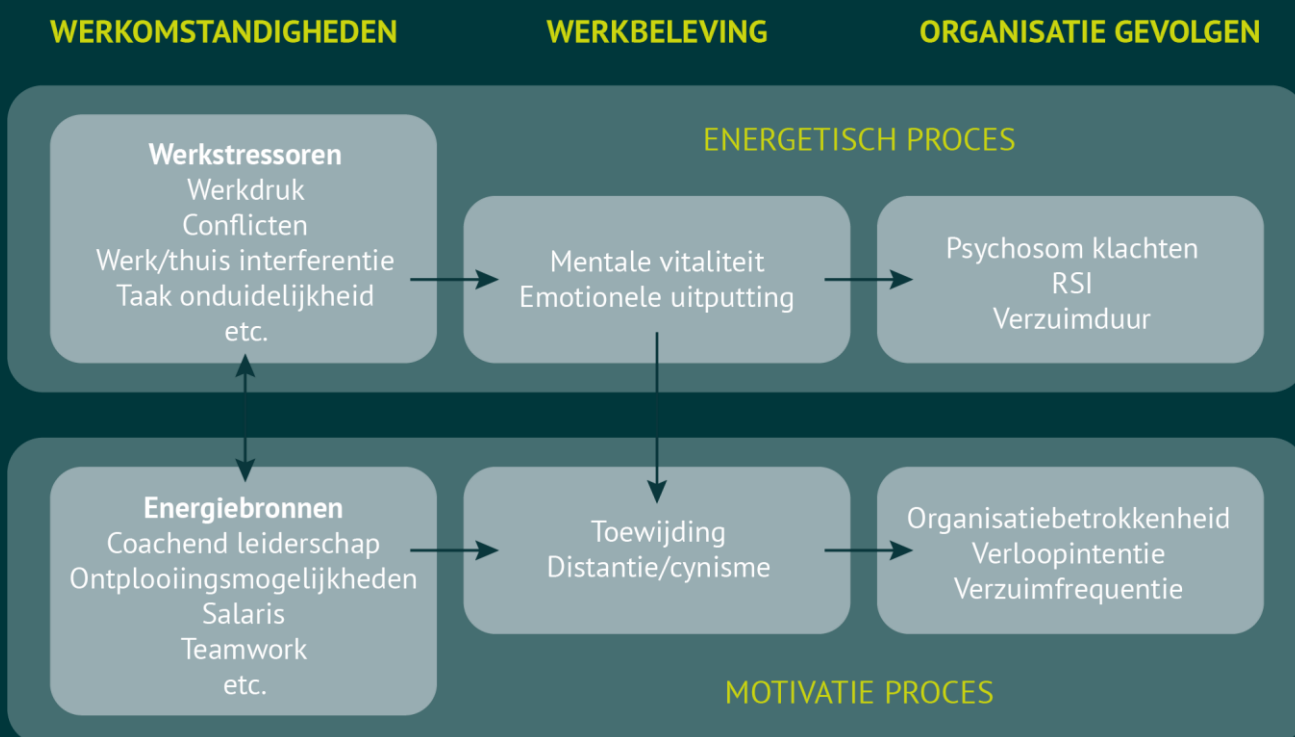 WERKOMSTANDIGHEDEN
WERKBELEVING
ORGANISATIE GEVOLGEN
ENERGETISCH PROCES
Werkstressoren
Werkdruk
Conflicten
Werk/thuis interferentie
Taak onduidelijkheid
etc.
Mentale vitaliteit
Emotionele uitputting
Psychosom klachten
RSI
Verzuimduur
Energiebronnen
Coachend leiderschap
Ontplooiingsmogelijkheden
Salaris
Teamwork
etc.
Toewijding
Distantie/cynisme
Organisatiebetrokkenheid
Verloopintentie
Verzuimfrequentie
MOTIVATIE PROCES